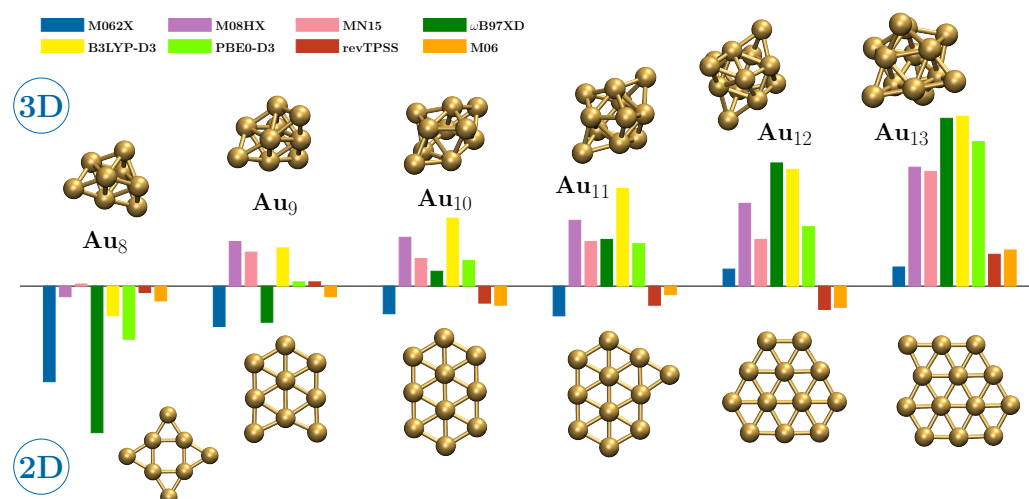 M062X M08HX MN15 ωB97XD
B3LYP-D3 PBE0-D3 revTPSS M06
3D
Au₈
Au₉
Au₁₀
Au₁₁
Au₁₂
Au₁₃
2D